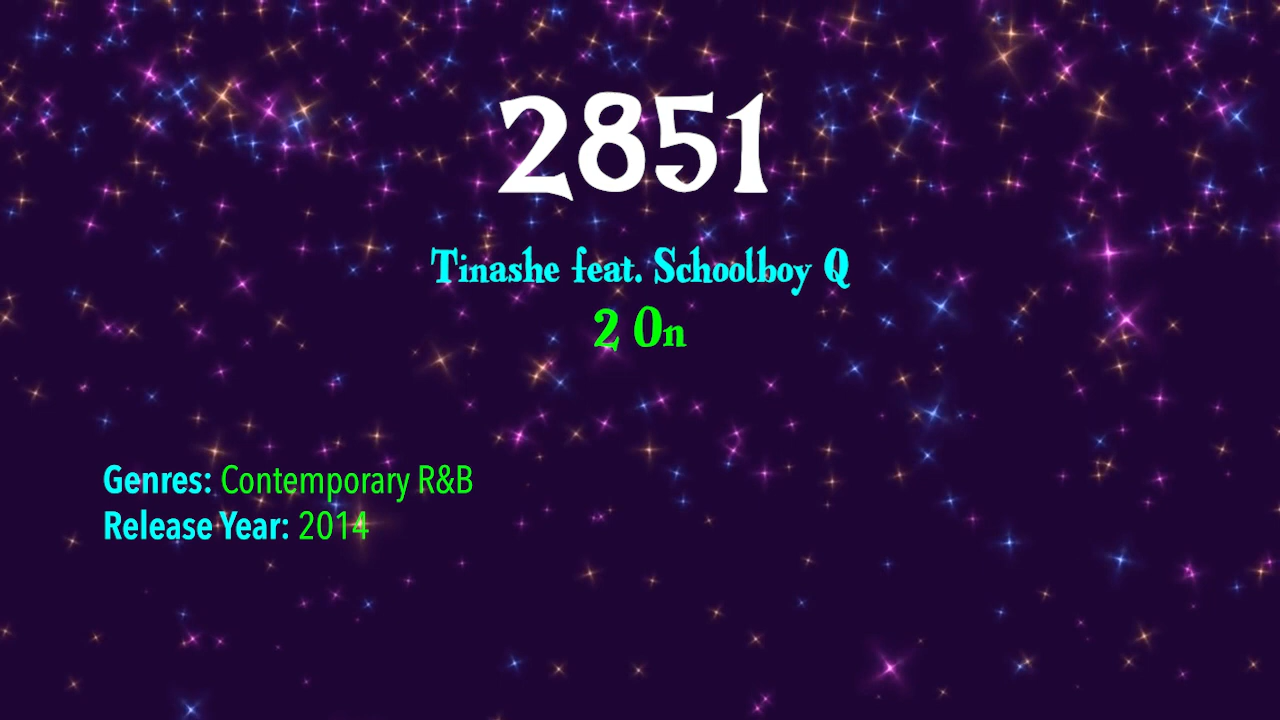 2851
Tinashe feat. Schoolboy Q
2 On
Genres: Contemporary R&B
Release Year: 2014